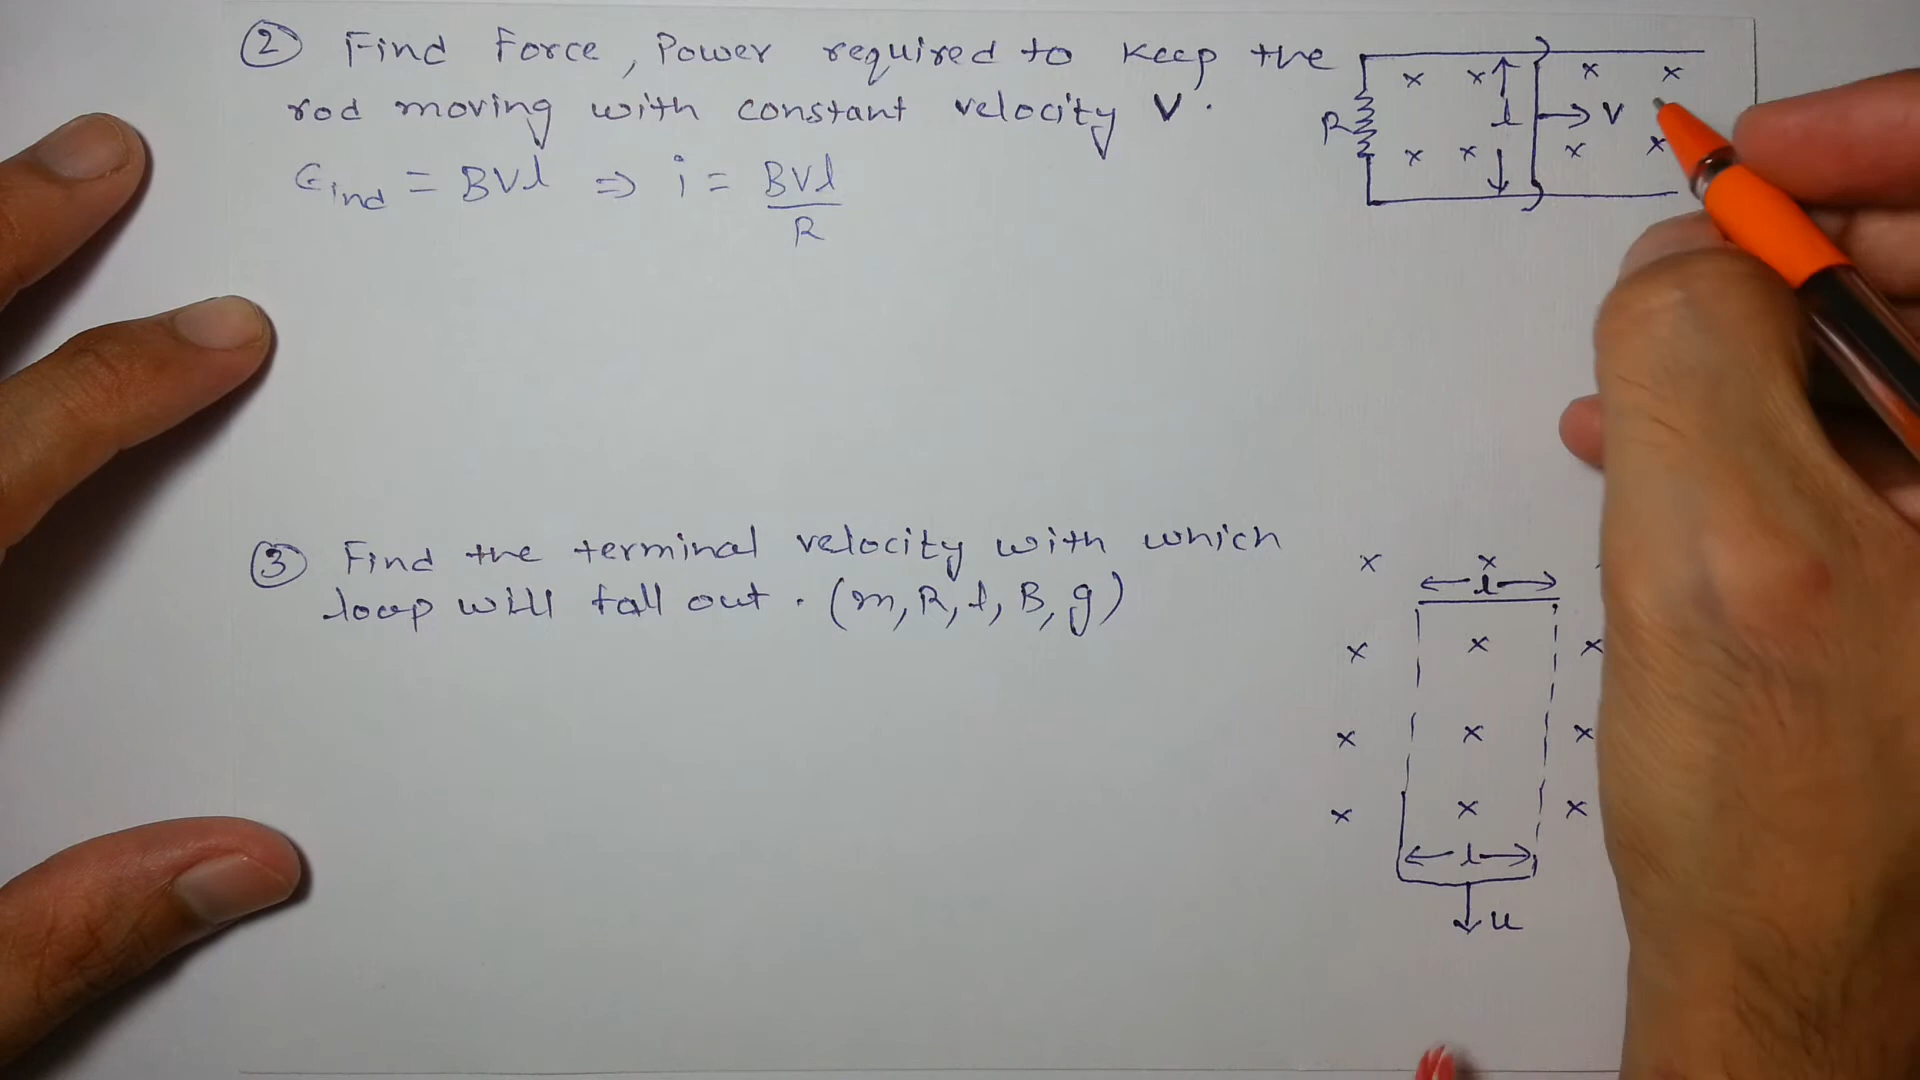 ② Find Force, Power required to keep the
rod moving with constant velocity V.
ϵind = BVl ⇒ i = BVl
R
R
l
→ V
③ Find the terminal velocity with which
loop will fall out. (m, R, l, B, g)
l
l
u